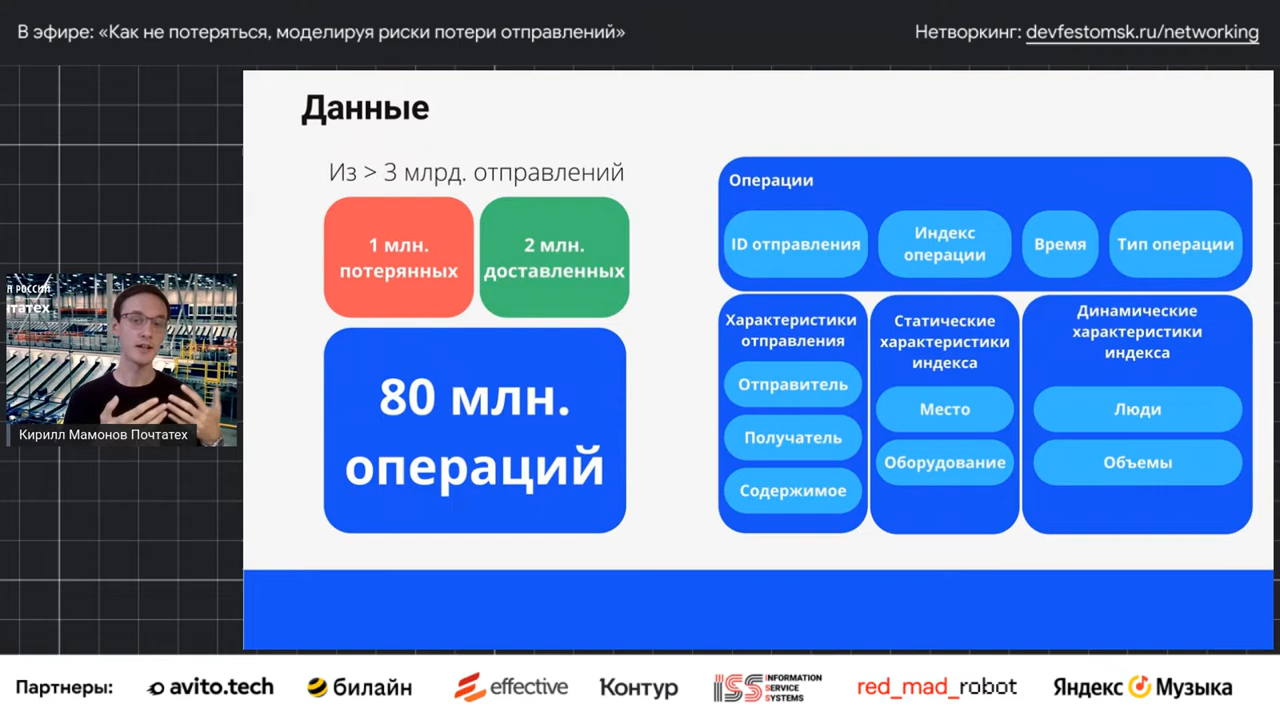 В эфире: «Как не потеряться, моделируя риски потери отправлений»
Нетворкинг: devfestomsk.ru/networking
Данные
Из > 3 млрд. отправлений
1 млн.
потерянных
2 млн.
доставленных
80 млн.
операций
Операции
ID отправления
Индекс
операции
Время
Тип операции
Характеристики
отправления
Отправитель
Получатель
Содержимое
Статические
характеристики
индекса
Место
Оборудование
Динамические
характеристики
индекса
Люди
Объемы
Кирилл Мамонов Почтатех
Партнеры:
avito.tech
билайн
effective
Контур
ISS INFORMATION
SERVICE
SYSTEMS
red_mad_robot
Яндекс Музыка